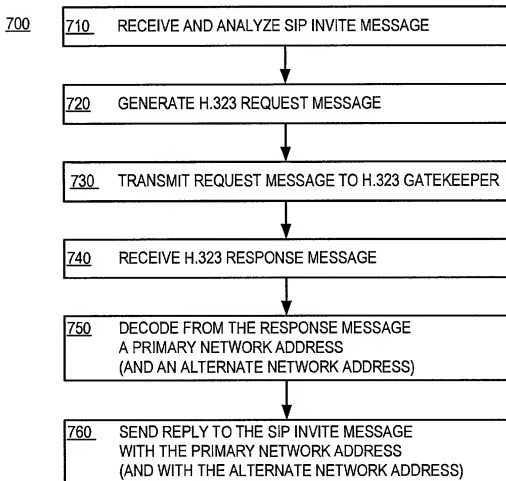 700
710 RECEIVE AND ANALYZE SIP INVITE MESSAGE
720 GENERATE H.323 REQUEST MESSAGE
730 TRANSMIT REQUEST MESSAGE TO H.323 GATEKEEPER
740 RECEIVE H.323 RESPONSE MESSAGE
750 DECODE FROM THE RESPONSE MESSAGE
A PRIMARY NETWORK ADDRESS
(AND AN ALTERNATE NETWORK ADDRESS)
760 SEND REPLY TO THE SIP INVITE MESSAGE
WITH THE PRIMARY NETWORK ADDRESS
(AND WITH THE ALTERNATE NETWORK ADDRESS)